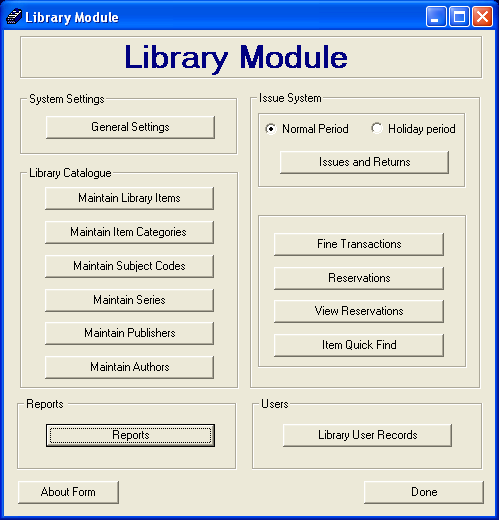 Library Module
Library Module
System Settings
General Settings
Library Catalogue
Maintain Library Items
Maintain Item Categories
Maintain Subject Codes
Maintain Series
Maintain Publishers
Maintain Authors
Issue System
Normal Period Holiday period
Issues and Returns
Fine Transactions
Reservations
View Reservations
Item Quick Find
Reports
Reports
Users
Library User Records
About Form
Done